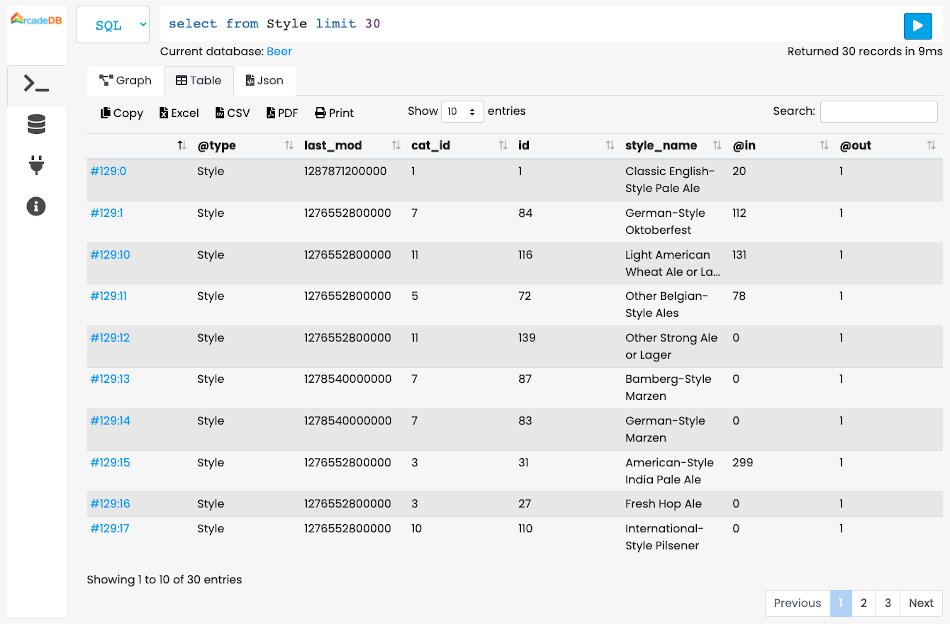 ArcadeDB
SQL
select from Style limit 30
Current database: Beer
Returned 30 records in 9ms
Graph Table Json
Copy Excel CSV PDF Print Show 10 entries Search:
@type last_mod cat_id id style_name @in @out
#129:0 Style 1287871200000 1 1 Classic English- 20 1
Style Pale Ale
#129:1 Style 1276552800000 7 84 German-Style 112 1
Oktoberfest
#129:10 Style 1276552800000 11 116 Light American 131 1
Wheat Ale or La...
#129:11 Style 1276552800000 5 72 Other Belgian- 78 1
Style Ales
#129:12 Style 1276552800000 11 139 Other Strong Ale 0 1
or Lager
#129:13 Style 1278540000000 7 87 Bamberg-Style 0 1
Marzen
#129:14 Style 1278540000000 7 83 German-Style 0 1
Marzen
#129:15 Style 1276552800000 3 31 American-Style 299 1
India Pale Ale
#129:16 Style 1276552800000 3 27 Fresh Hop Ale 0 1
#129:17 Style 1276552800000 10 110 International- 0 1
Style Pilsener
Showing 1 to 10 of 30 entries
Previous 1 2 3 Next